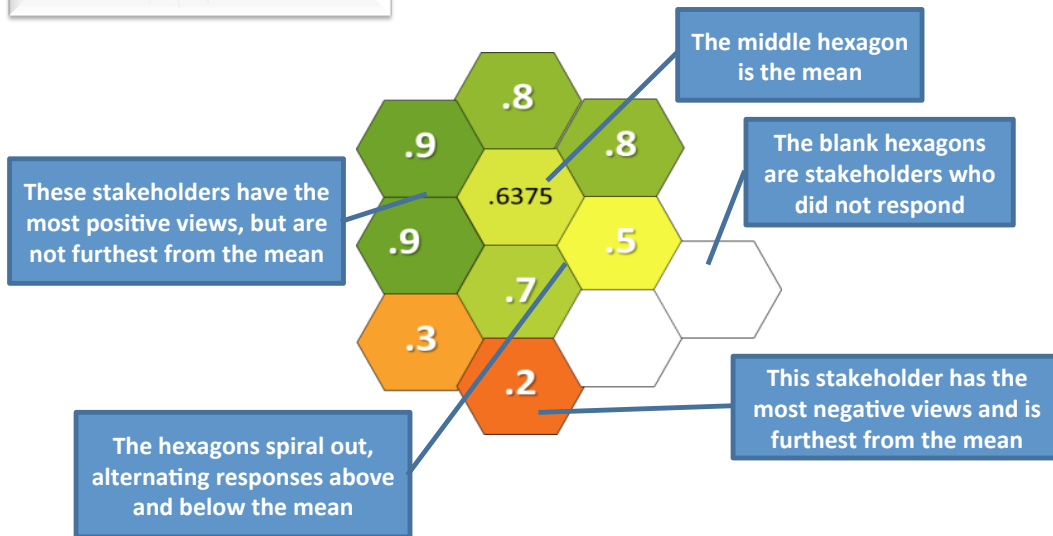 The middle hexagon
is the mean
.8
.9
.8
The blank hexagons
are stakeholders who
did not respond
These stakeholders have the
most positive views, but are
not furthest from the mean
.6375
.9
.5
.7
.3
.2
This stakeholder has the
most negative views and is
furthest from the mean
The hexagons spiral out,
alternating responses above
and below the mean